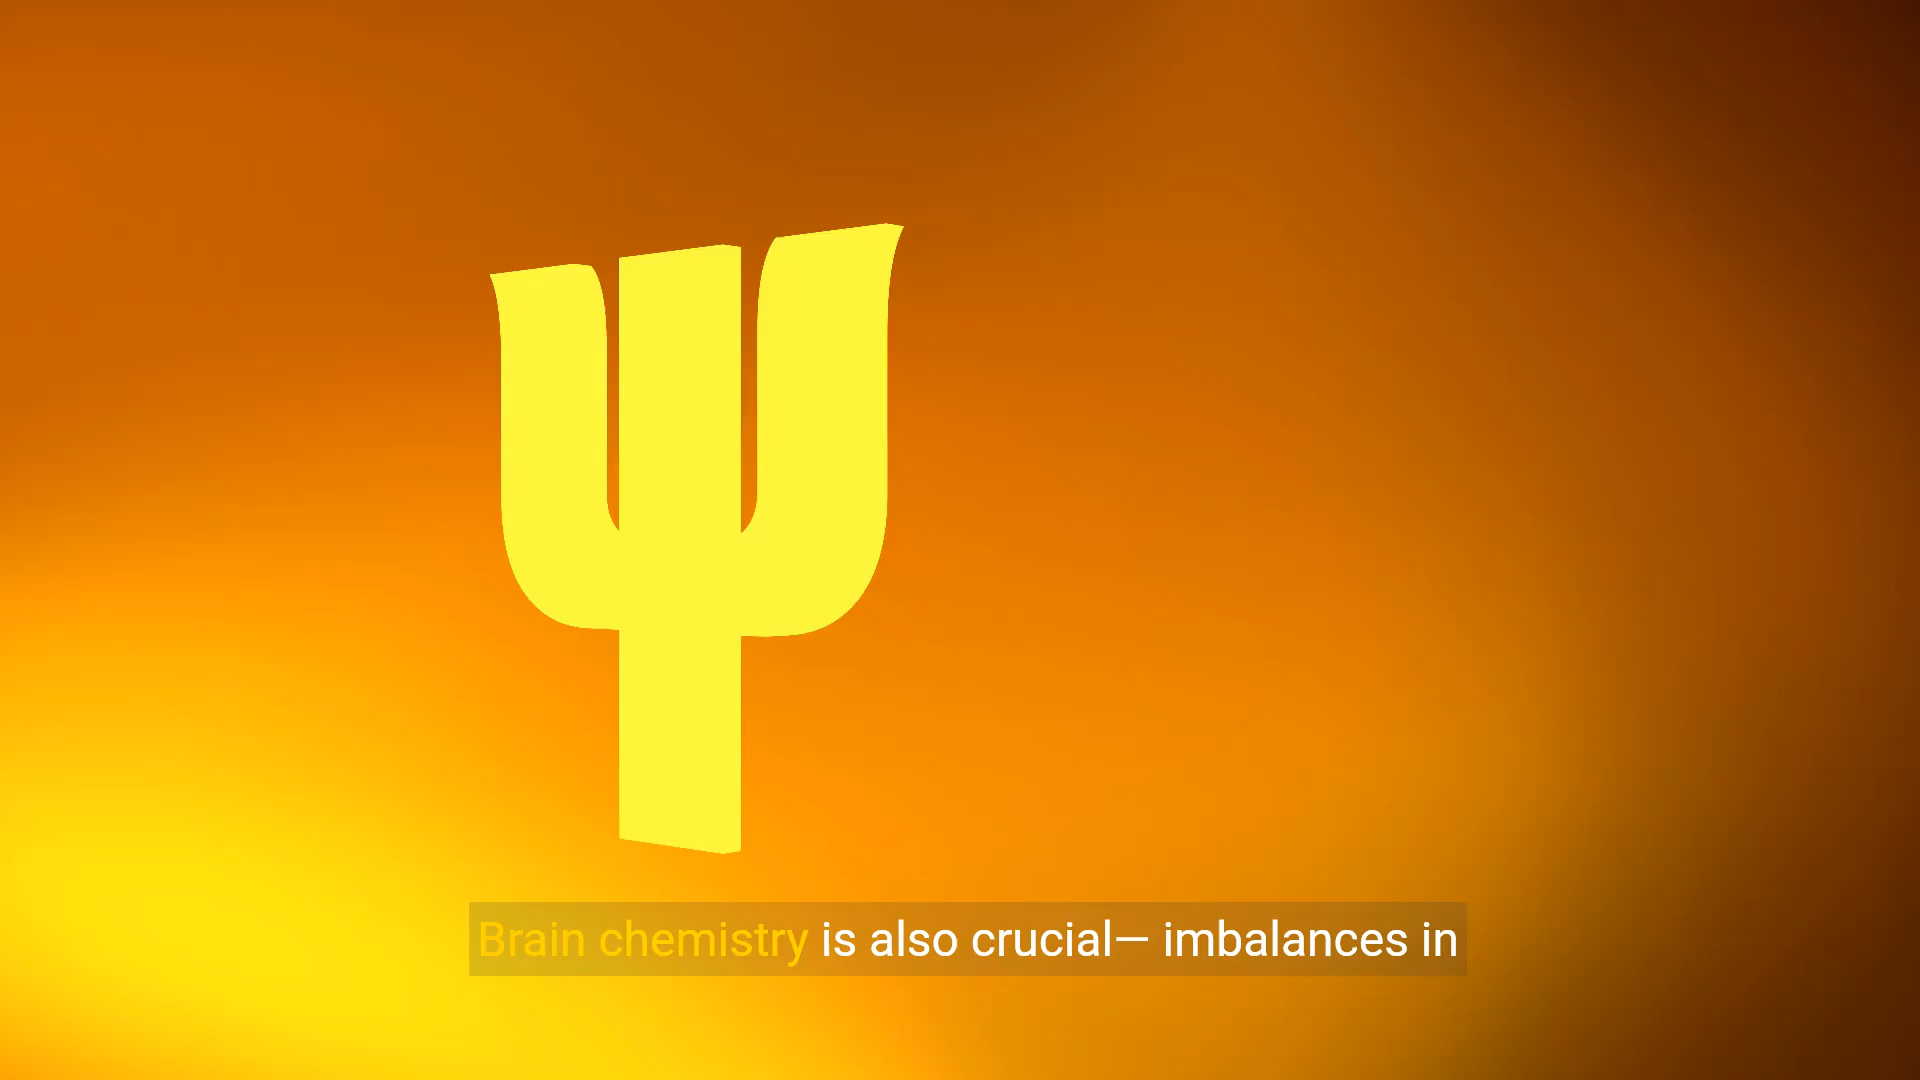 Ψ
Brain chemistry is also crucial— imbalances in